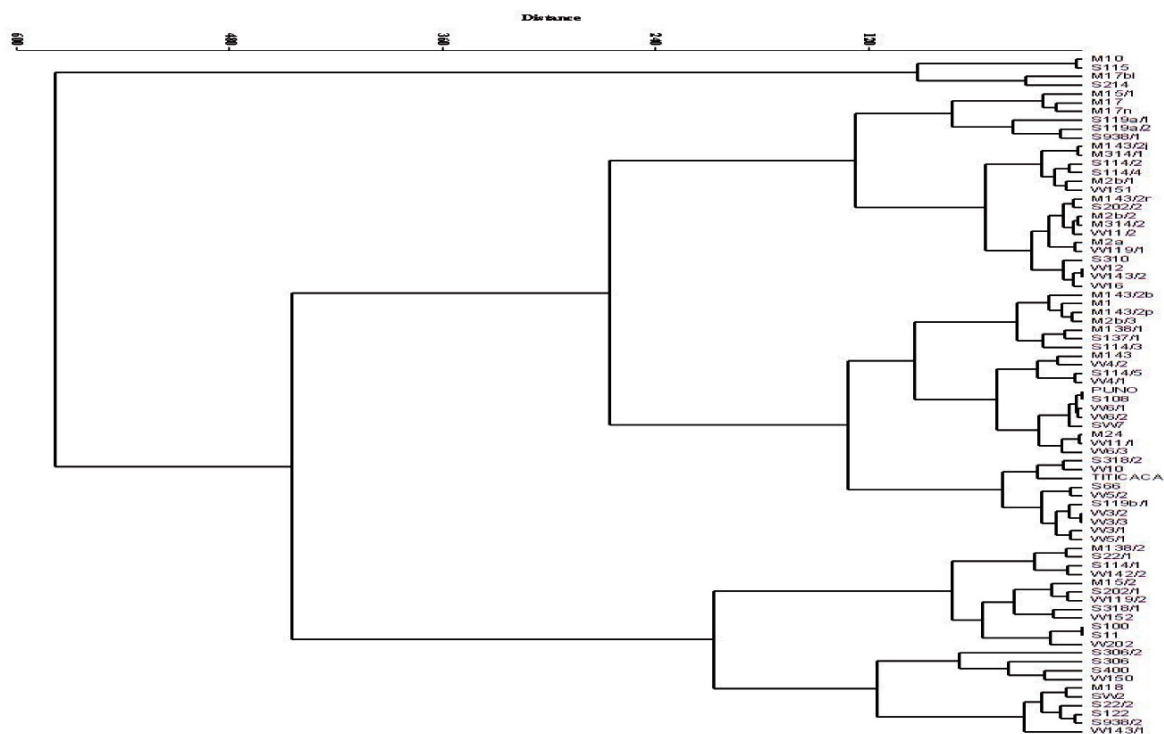 Distance
600 480 360 240 120
M10
S115
M17bl
S214
M15/1
M17
M17n
S119a/1
S119a/2
S938/1
M143/2j
M314/1
S114/2
S114/4
M2b/1
W151
M143/2r
S202/2
M2b/2
M314/2
W11/2
M2a
W119/1
S310
W12
W143/2
W16
M143/2b
M1
M143/2p
M2b/3
M138/1
S137/1
S114/3
M143
W4/2
S114/5
W4/1
PUNO
S108
W6/1
W6/2
SW7
M24
W11/1
W6/3
S318/2
W10
TITICACA
S66
W5/2
S119b/1
W3/2
W3/3
W3/1
W5/1
M138/2
S22/1
S114/1
W142/2
M15/2
S202/1
W119/2
S318/1
W152
S100
S11
W202
S306/2
S306
S400
W150
M18
SW2
S22/2
S122
S938/2
W143/1